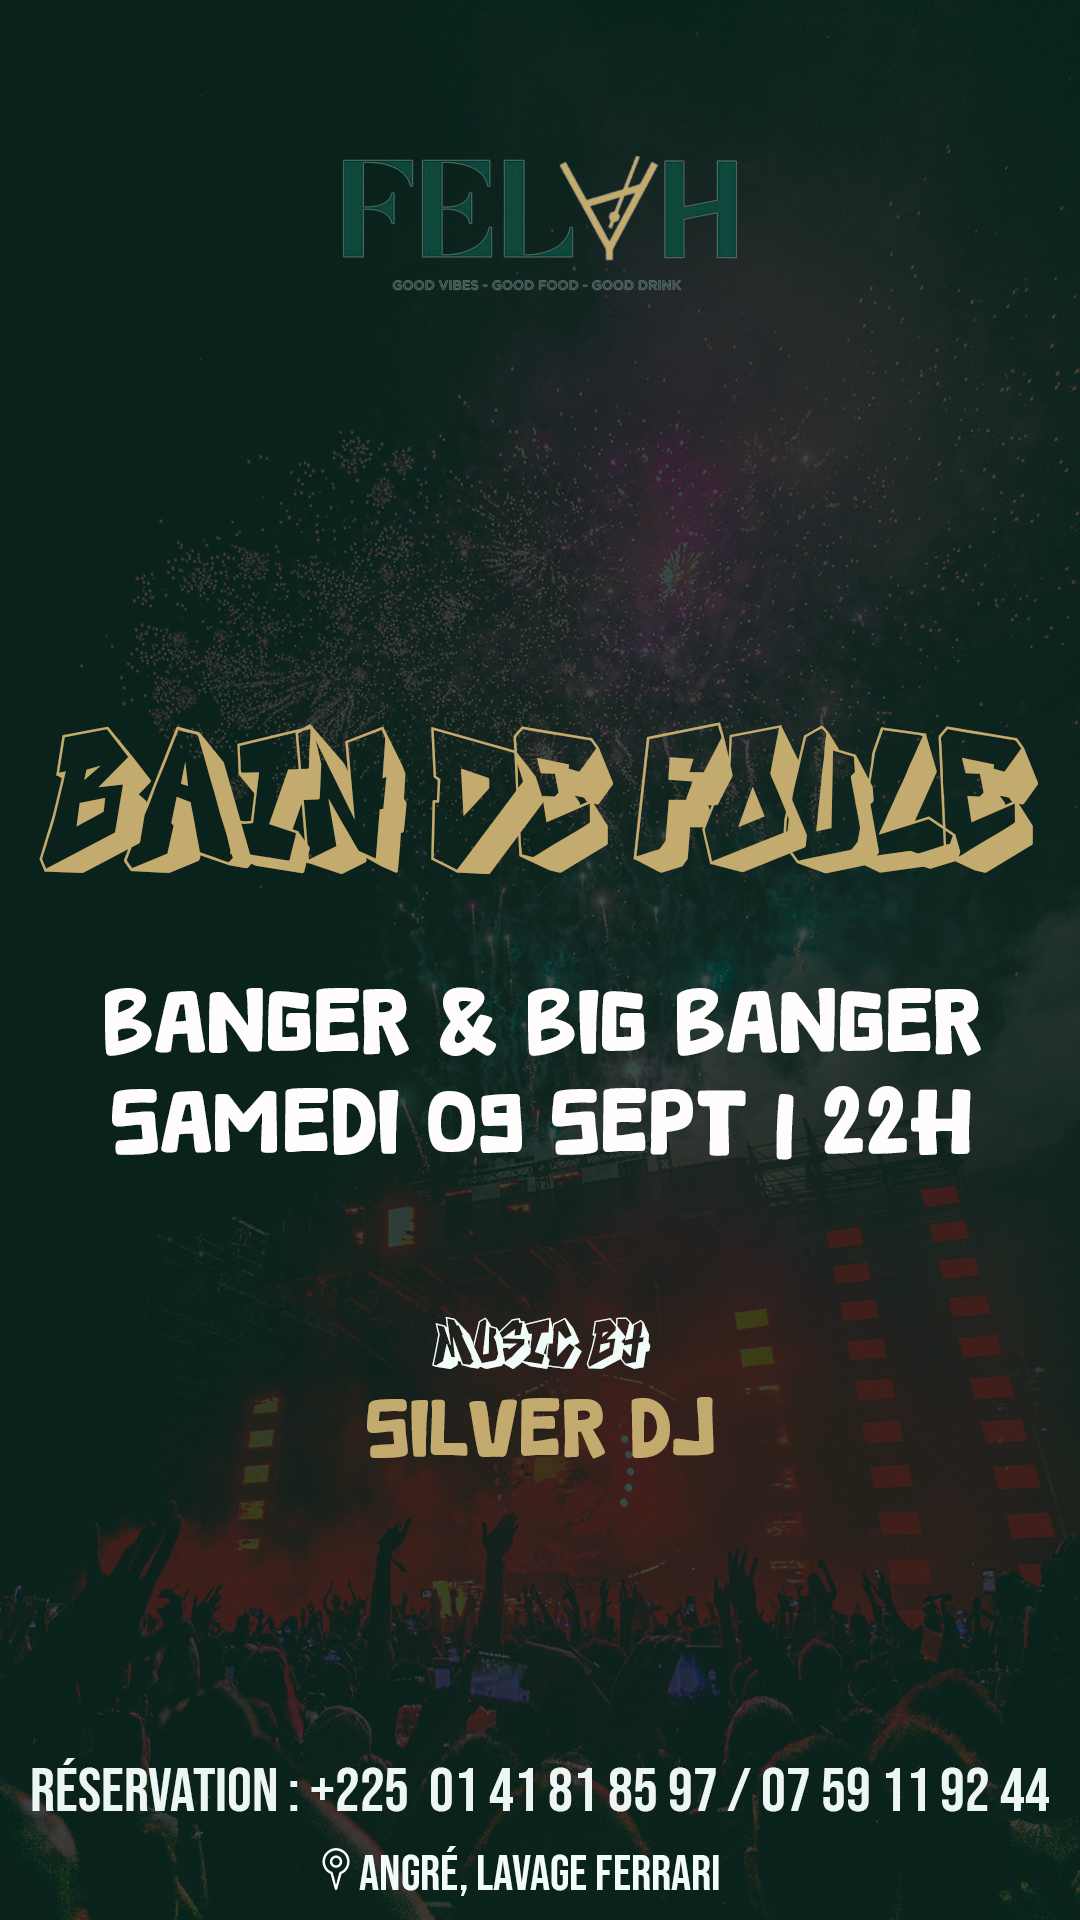 FELAH
GOOD VIBES - GOOD FOOD - GOOD DRINK
BAIN DE FOULE
BANGER & BIG BANGER
SAMEDI 09 SEPT | 22H
MUSIC BY
SILVER DJ
RÉSERVATION : +225 01 41 81 85 97 / 07 59 11 92 44
ANGRÉ, LAVAGE FERRARI